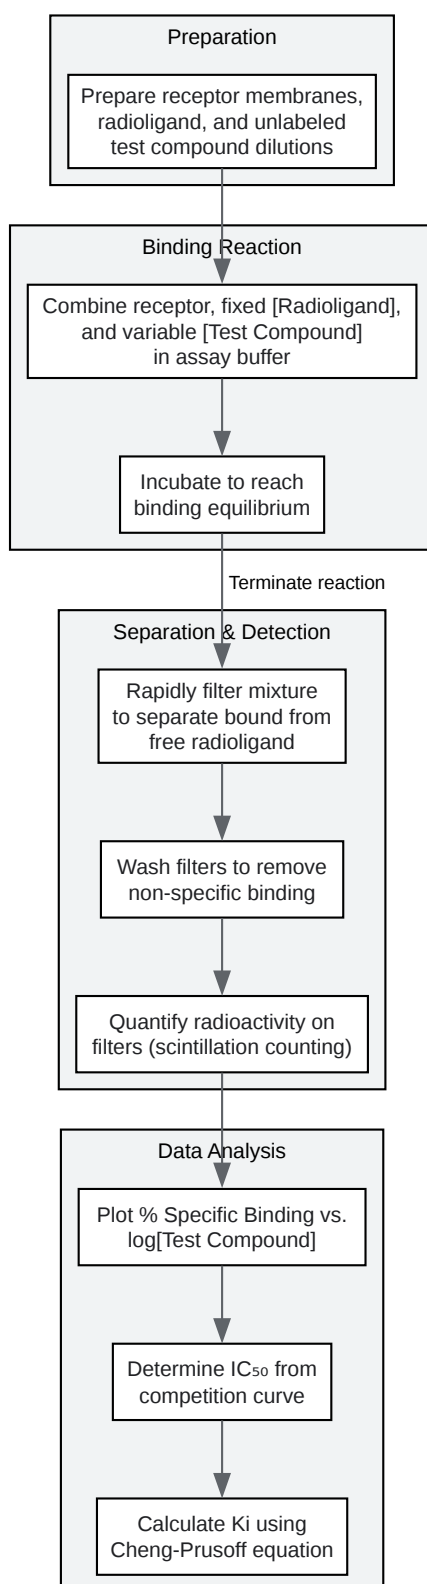 Preparation
Prepare receptor membranes,
radioligand, and unlabeled
test compound dilutions
Binding Reaction
Combine receptor, fixed [Radioligand],
and variable [Test Compound]
in assay buffer
Incubate to reach
binding equilibrium
Terminate reaction
Separation & Detection
Rapidly filter mixture
to separate bound from
free radioligand
Wash filters to remove
non-specific binding
Quantify radioactivity on
filters (scintillation counting)
Data Analysis
Plot % Specific Binding vs.
log[Test Compound]
Determine IC₅₀ from
competition curve
Calculate Ki using
Cheng-Prusoff equation